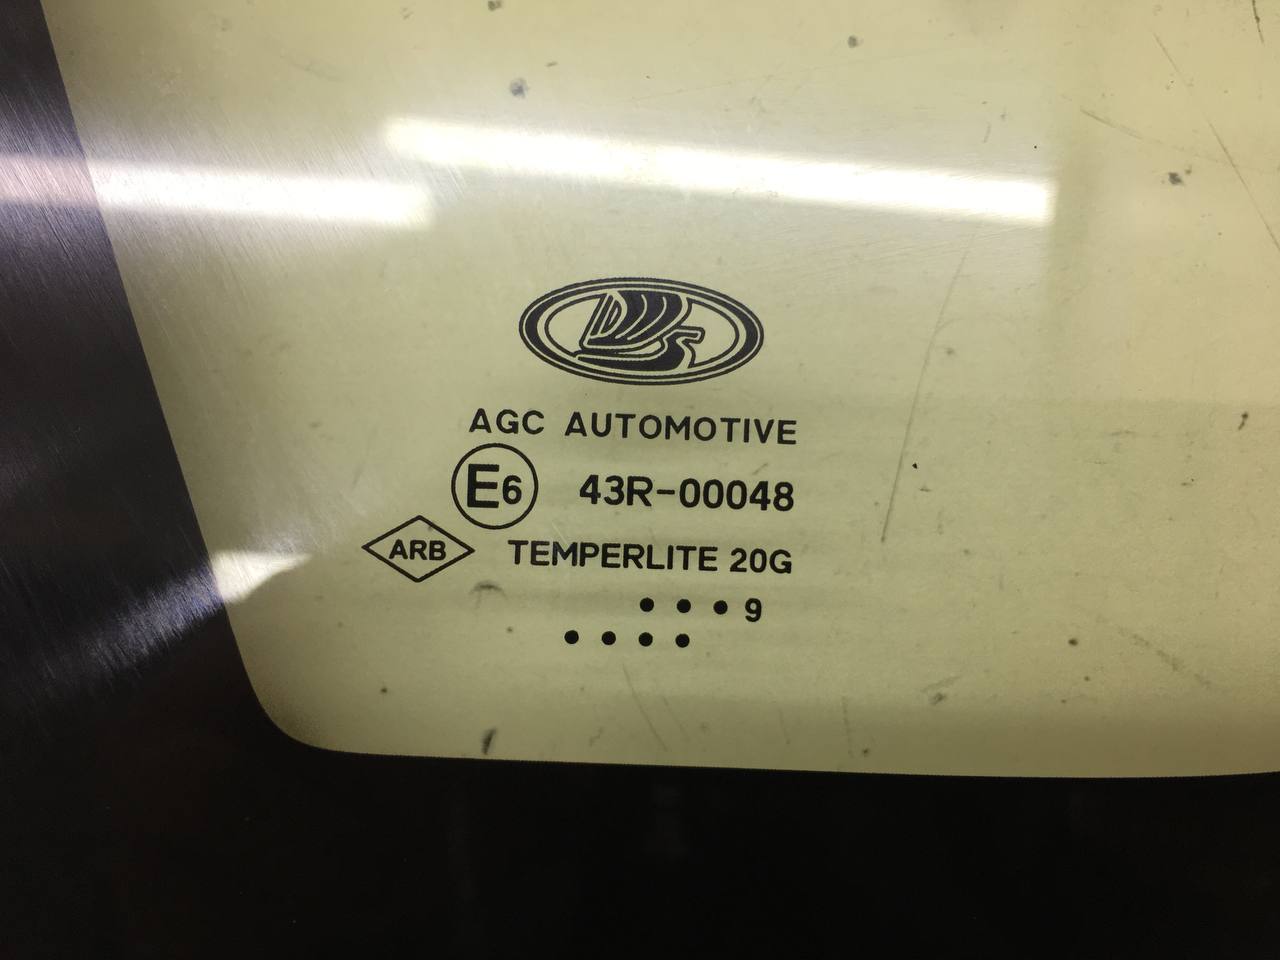 AGC AUTOMOTIVE
E6 43R-00048
ARB TEMPERLITE 20G
• • • 9
• • • •